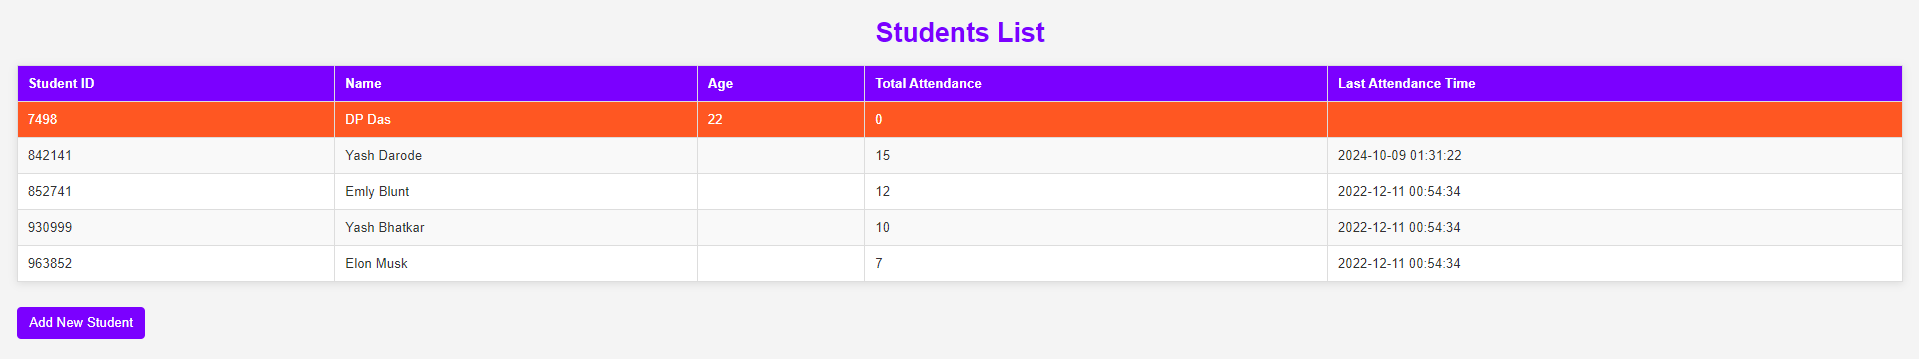 Students List
Student ID Name Age Total Attendance Last Attendance Time
7498 DP Das 22 0
842141 Yash Darode 15 2024-10-09 01:31:22
852741 Emly Blunt 12 2022-12-11 00:54:34
930999 Yash Bhatkar 10 2022-12-11 00:54:34
963852 Elon Musk 7 2022-12-11 00:54:34
Add New Student